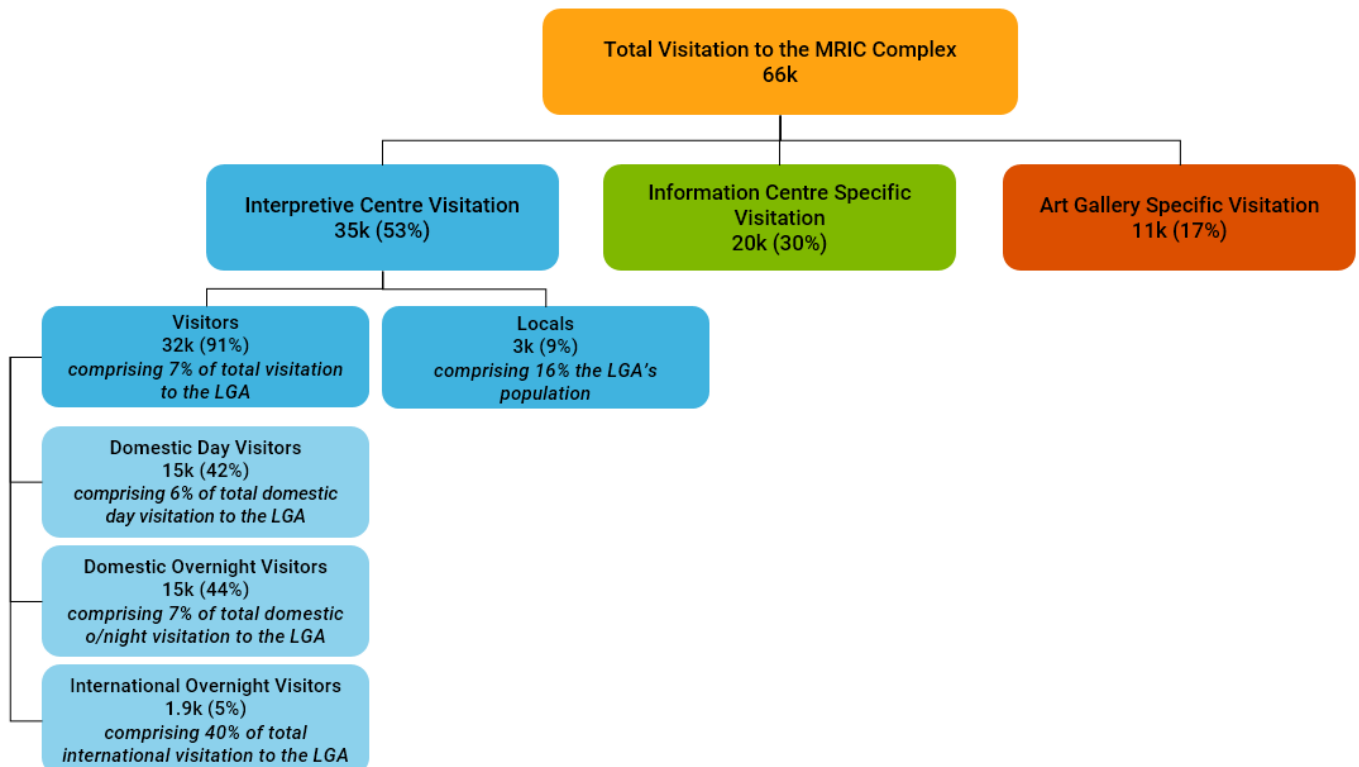 Total Visitation to the MRIC Complex
66k
Interpretive Centre Visitation
35k (53%)
Information Centre Specific
Visitation
20k (30%)
Art Gallery Specific Visitation
11k (17%)
Visitors
32k (91%)
comprising 7% of total visitation
to the LGA
Locals
3k (9%)
comprising 16% the LGA's
population
Domestic Day Visitors
15k (42%)
comprising 6% of total domestic
day visitation to the LGA
Domestic Overnight Visitors
15k (44%)
comprising 7% of total domestic
o/night visitation to the LGA
International Overnight Visitors
1.9k (5%)
comprising 40% of total
international visitation to the LGA